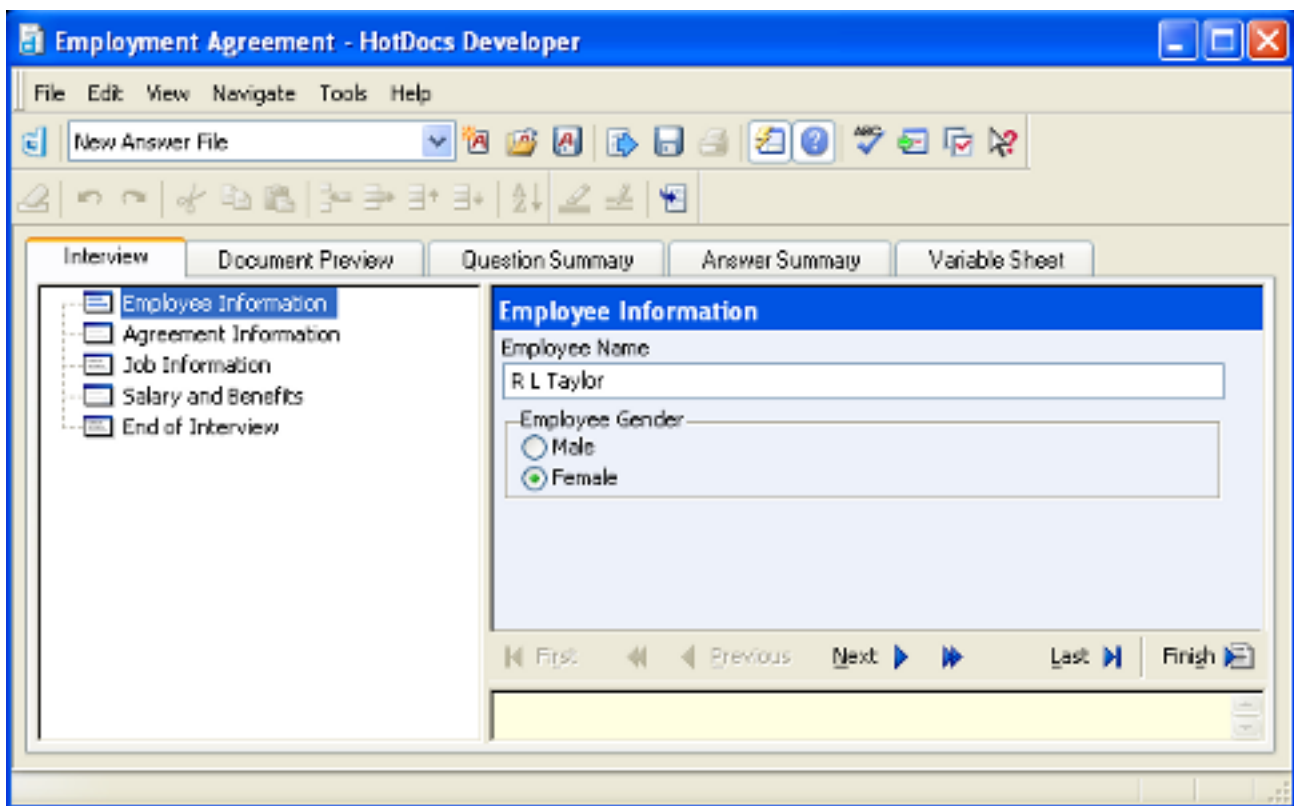 Employment Agreement - HotDocs Developer
File Edit View Navigate Tools Help
New Answer File
Interview Document Preview Question Summary Answer Summary Variable Sheet
Employee Information
Agreement Information
Job Information
Salary and Benefits
End of Interview
Employee Information
Employee Name
R L Taylor
Employee Gender
Male
Female
First Previous Next Last Finish